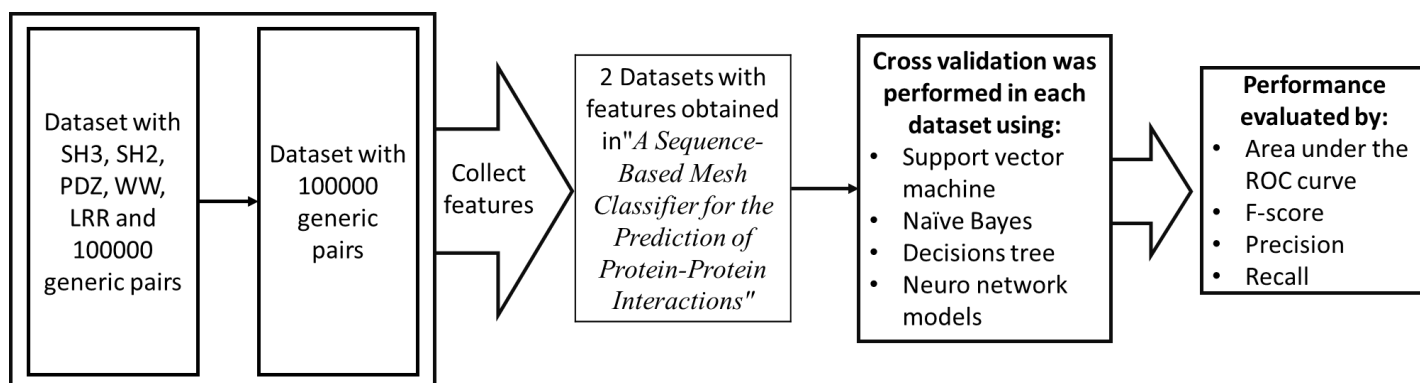 Dataset with
SH3, SH2,
PDZ, WW,
LRR and
100000
generic pairs
Dataset with
100000
generic
pairs
Collect
features
2 Datasets with
features obtained
in"A Sequence-
Based Mesh
Classifier for the
Prediction of
Protein-Protein
Interactions"
Cross validation was
performed in each
dataset using:
• Support vector
machine
• Naïve Bayes
• Decisions tree
• Neuro network
models
Performance
evaluated by:
• Area under the
ROC curve
• F-score
• Precision
• Recall